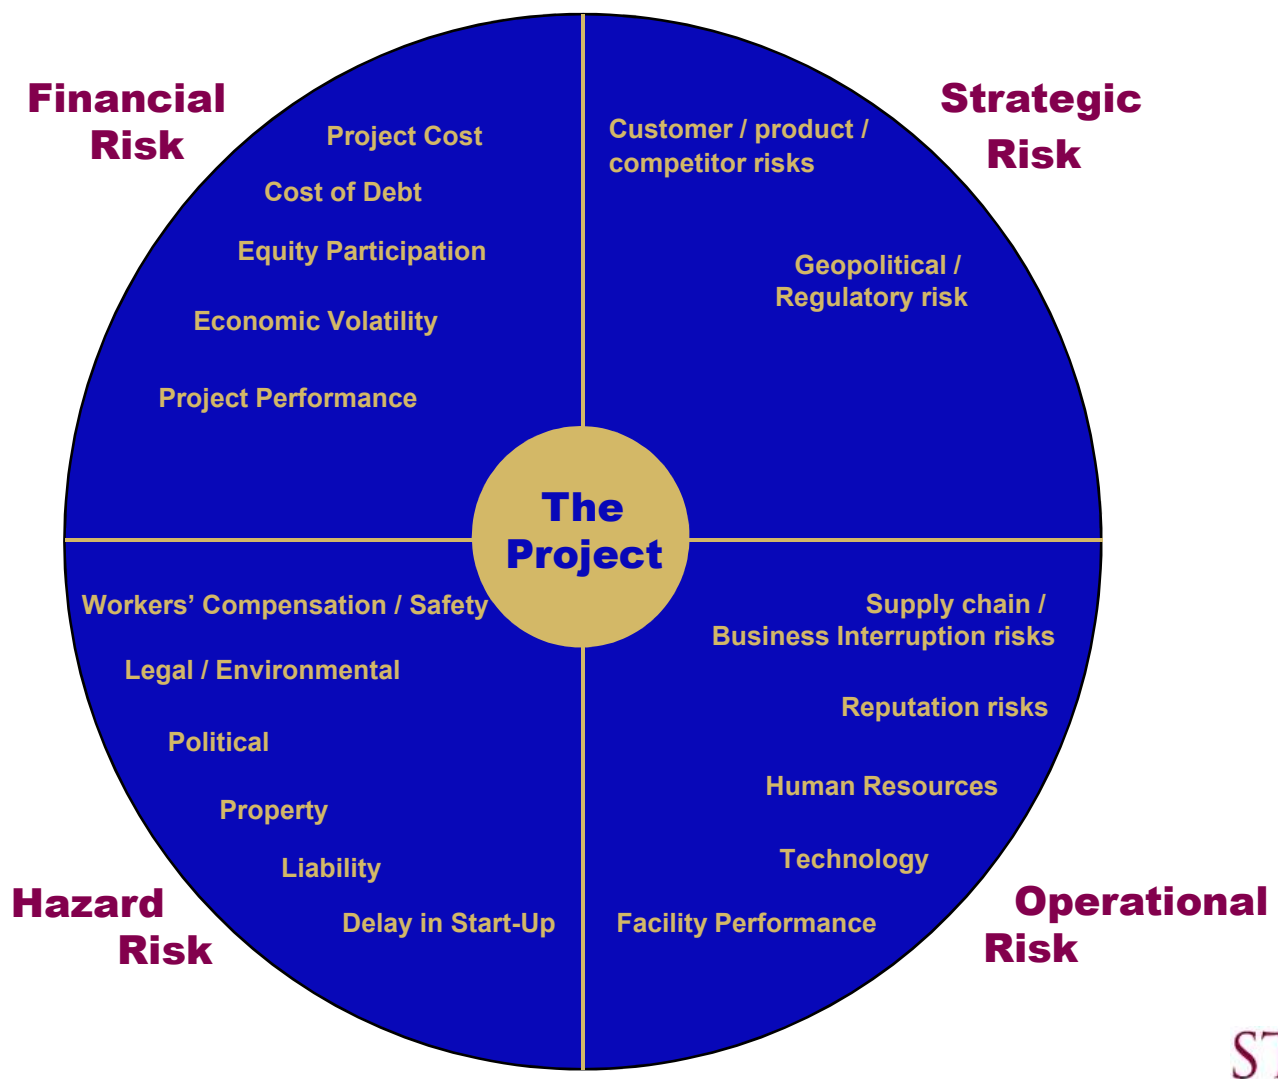 Financial
Risk
Project Cost
Cost of Debt
Equity Participation
Economic Volatility
Project Performance
Strategic
Risk
Customer / product /
competitor risks
Geopolitical /
Regulatory risk
The
Project
Workers’ Compensation / Safety
Legal / Environmental
Political
Property
Liability
Delay in Start-Up
Hazard
Risk
Supply chain /
Business Interruption risks
Reputation risks
Human Resources
Technology
Facility Performance
Operational
Risk